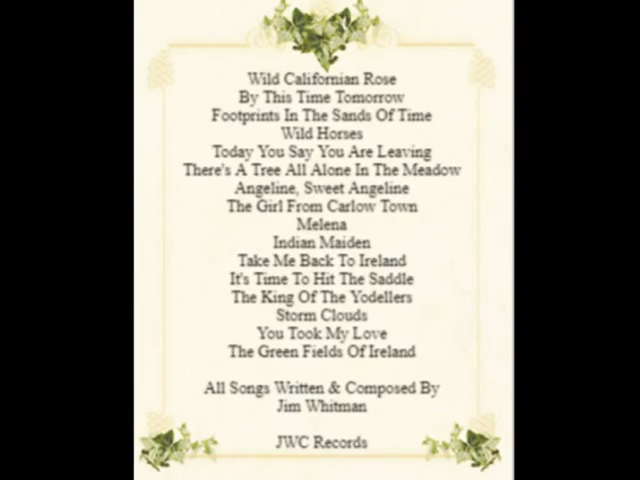 Wild Californian Rose
By This Time Tomorrow
Footprints In The Sands Of Time
Wild Horses
Today You Say You Are Leaving
There's A Tree All Alone In The Meadow
Angeline, Sweet Angeline
The Girl From Carlow Town
Melena
Indian Maiden
Take Me Back To Ireland
It's Time To Hit The Saddle
The King Of The Yodellers
Storm Clouds
You Took My Love
The Green Fields Of Ireland
All Songs Written & Composed By
Jim Whitman
JWC Records